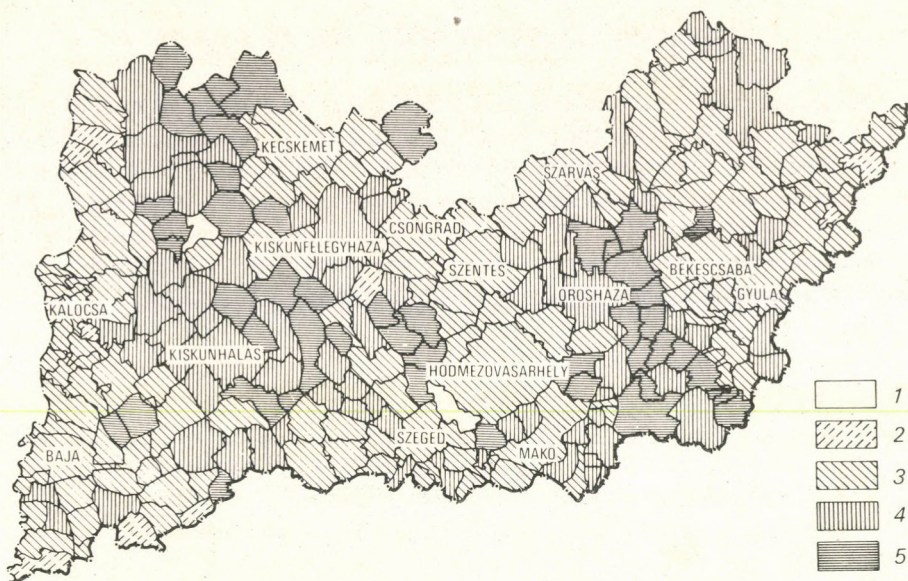 KECSKEMET
SZARVAS
CSONGRAD
KISKUNFELEGYHAZA
SZENTES
BEKESCSABA
GYULA
OROSHAZA
KALOCSA
KISKUNHALAS
HODMEZOVASARHELY
SZEGED
MAKO
BAJA
1
2
3
4
5